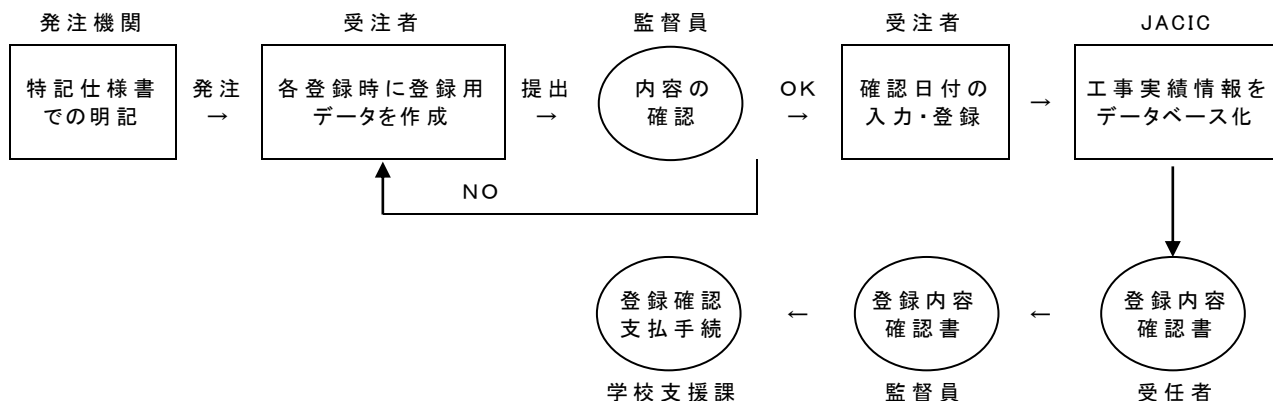 発注機関
受注者
監督員
受注者
JACIC
特記仕様書
での明記
発注
→
各登録時に登録用
データを作成
提出
→
内容の
確認
OK
→
確認日付の
入力・登録
→
工事実績情報を
データベース化
NO
登録確認
支払手続
←
登録内容
確認書
←
登録内容
確認書
学校支援課
監督員
受任者